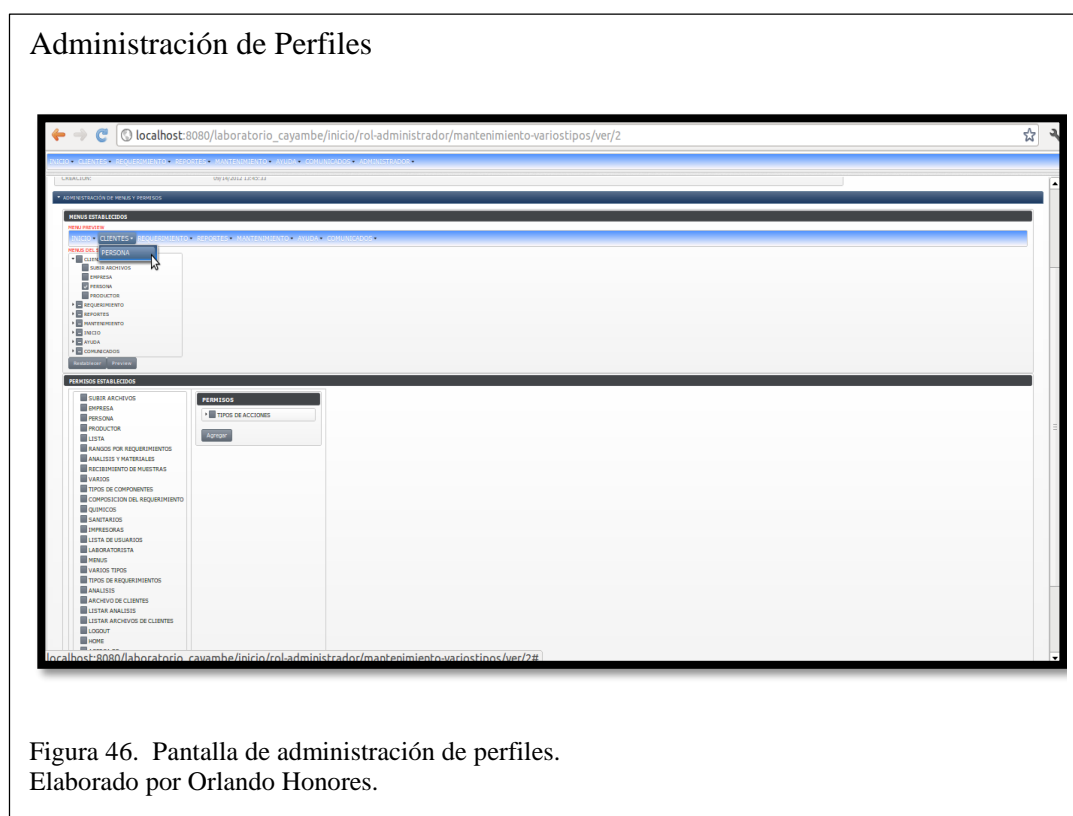 Administración de Perfiles
localhost:8080/laboratorio_cayambe/inicio/rol-administrador/mantenimiento-variostipos/ver/2
INICIO CLIENTES REQUERIMIENTO REPORTES MANTENIMIENTO AYUDA COMUNICADOS ADMINISTRADOR
ADMINISTRACIÓN DE MENUS Y PERMISOS
MENUS ESTABLECIDOS
MENU PREVIEW
INICIO CLIENTES REQUERIMIENTO REPORTES MANTENIMIENTO AYUDA COMUNICADOS
PERSONA
MENUS DEL
SUBIR ARCHIVOS
EMPRESA
PERSONA
PRODUCTOR
REQUERIMIENTO
REPORTES
MANTENIMIENTO
INICIO
AYUDA
COMUNICADOS
Restablecer Preview
PERMISOS ESTABLECIDOS
SUBIR ARCHIVOS
EMPRESA
PERSONA
PRODUCTOR
LISTA
RANGOS POR REQUERIMIENTOS
ANALISIS Y MATERIALES
RECIBIMIENTO DE MUESTRAS
VARIOS
TIPOS DE COMPONENTES
COMPOSICION DEL REQUERIMIENTO
QUIMICOS
SANITARIOS
IMPRESORAS
LISTA DE USUARIOS
LABORATORISTA
MENUS
VARIOS TIPOS
TIPOS DE REQUERIMIENTOS
ANALISIS
ARCHIVO DE CLIENTES
LISTAR ANALISIS
LISTAR ARCHIVOS DE CLIENTES
LOGOUT
HOME
PERMISOS
TIPOS DE ACCIONES
Agregar
localhost:8080/laboratorio_cayambe/inicio/rol-administrador/mantenimiento-variostipos/ver/2#
Figura 46. Pantalla de administración de perfiles.
Elaborado por Orlando Honores.